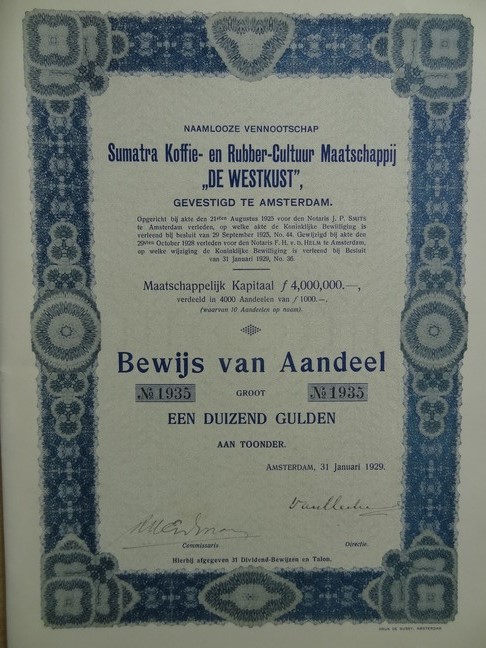 NAAMLOOZE VENNOOTSCHAP
Sumatra Koffie- en Rubber-Cultuur Maatschappij
„DE WESTKUST",
GEVESTIGD TE AMSTERDAM.
Opgericht bij akte den 21sten Augustus 1925 voor den Notaris J. P. SMITS
te Amsterdam verleden, op welke akte de Koninklijke Bewilliging is
verleend bij besluit van 29 September 1925, No. 44. Gewijzigd bij akte den
29sten October 1928 verleden voor den Notaris F. H. v. D. HELM te Amsterdam,
op welke wijziging de Koninklijke Bewilliging is verleend bij Besluit
van 31 Januari 1929, No. 30.
Maatschappelijk Kapitaal ƒ 4,000,000.—,
verdeeld in 4000 Aandeelen van ƒ 1000.—,
(waarvan 10 Aandeelen op naam).
Bewijs van Aandeel
№ 1935 GROOT № 1935
EEN DUIZEND GULDEN
AAN TOONDER.
AMSTERDAM, 31 Januari 1929.
Commissaris Directie.
Hierbij afgegeven 31 Dividend-Bewijzen en Talon.
DRUK DE BUSSY, AMSTERDAM